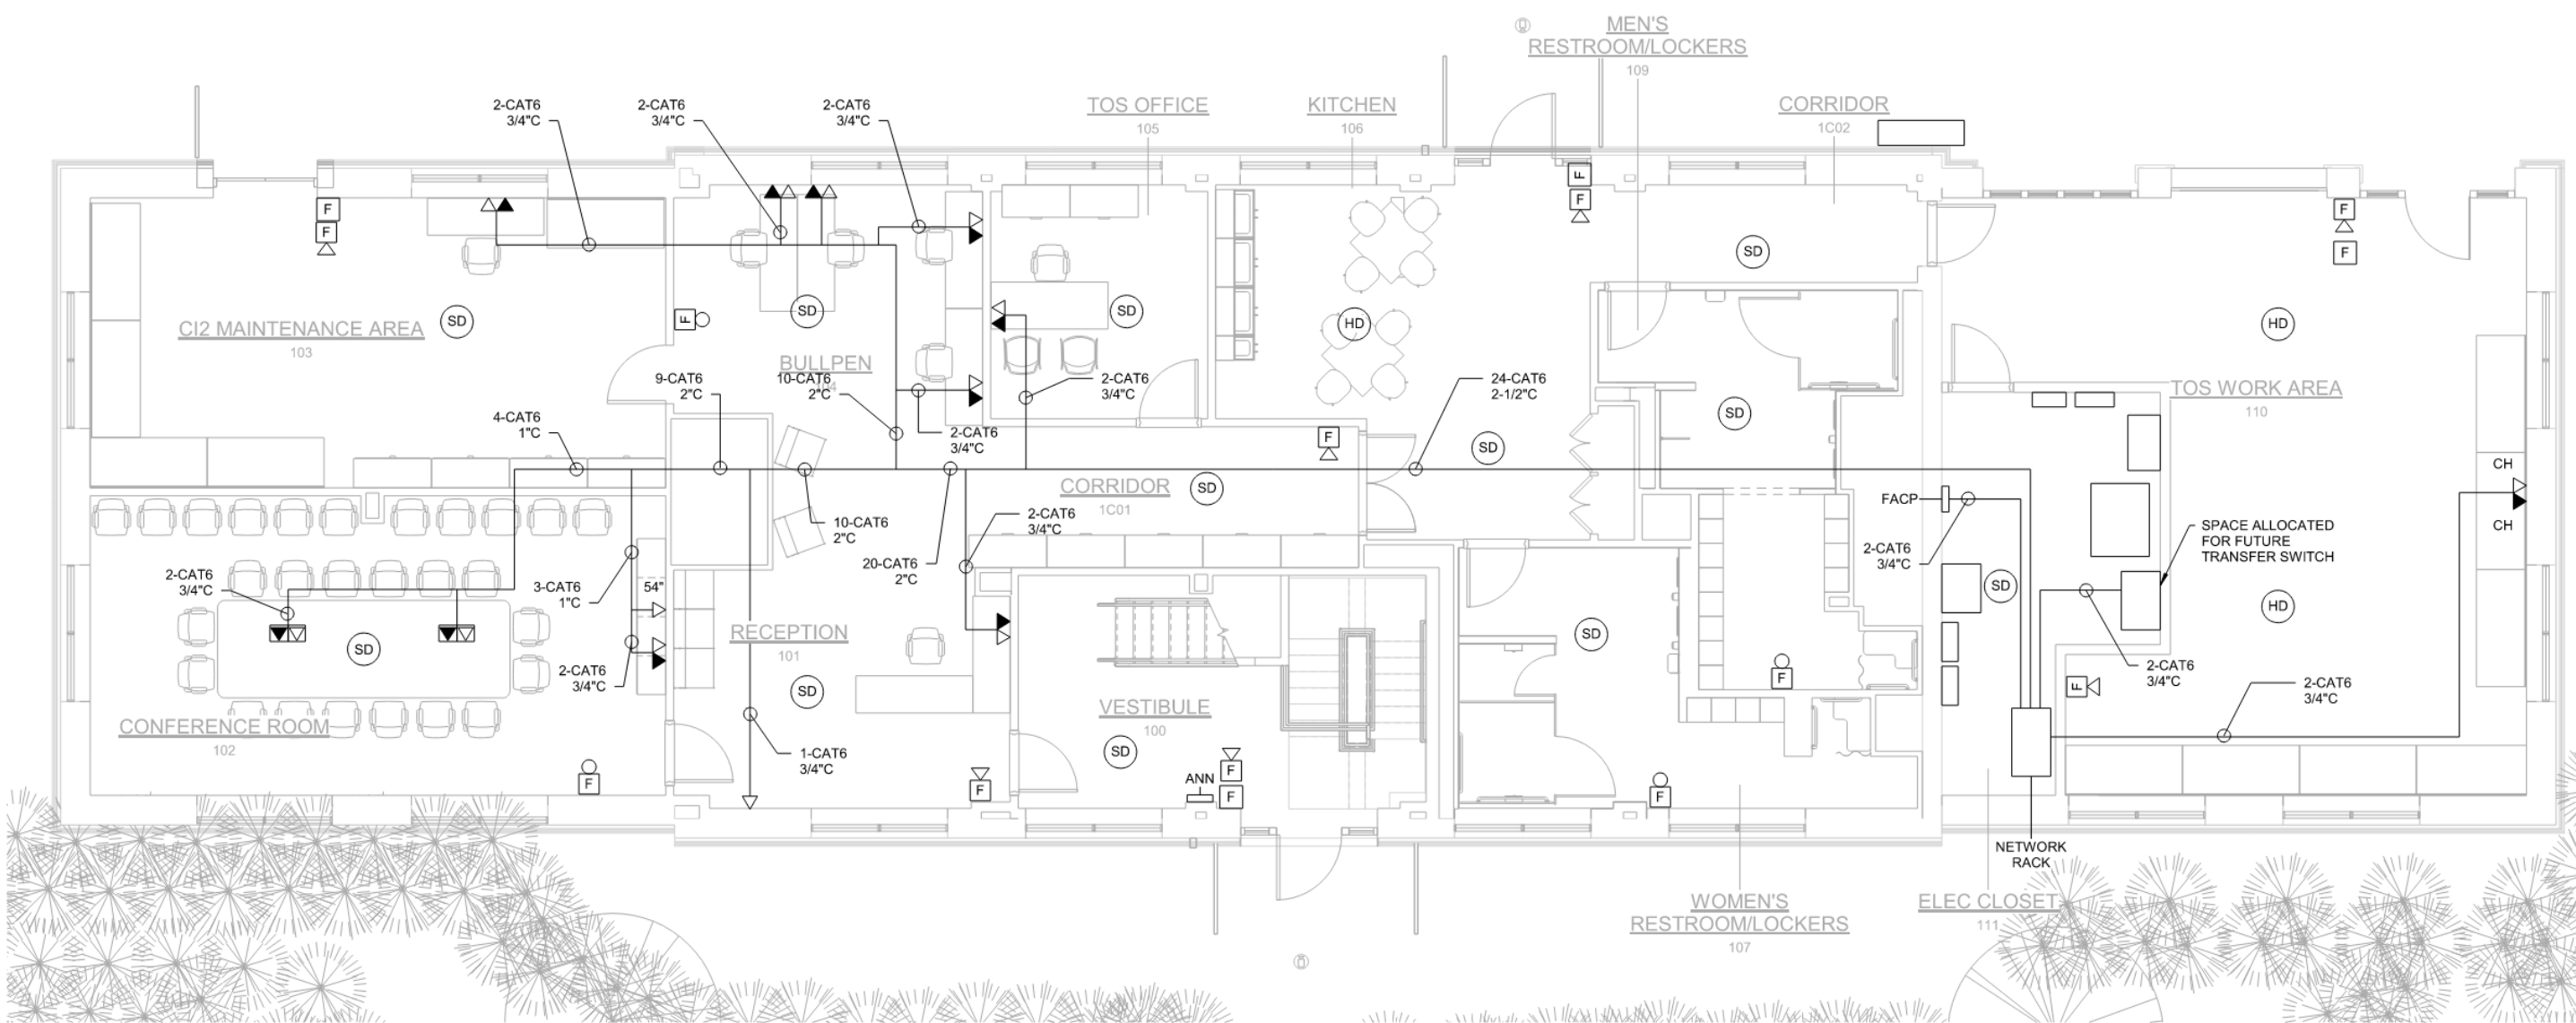 MEN'S
RESTROOM/LOCKERS
109
2-CAT6
3/4"C
2-CAT6
3/4"C
2-CAT6
3/4"C
TOS OFFICE
105
KITCHEN
106
CORRIDOR
1C02
F
F
F
F
F
F
SD
SD
F
SD
SD
HD
HD
CI2 MAINTENANCE AREA
103
BULLPEN
104
9-CAT6
2"C
10-CAT6
2"C
2-CAT6
3/4"C
24-CAT6
2-1/2"C
TOS WORK AREA
110
4-CAT6
1"C
2-CAT6
3/4"C
F
SD
SD
CH
CORRIDOR
1C01
SD
FACP
10-CAT6
2"C
2-CAT6
3/4"C
CH
SPACE ALLOCATED
FOR FUTURE
TRANSFER SWITCH
2-CAT6
3/4"C
20-CAT6
2"C
2-CAT6
3/4"C
3-CAT6
1"C
54"
SD
HD
RECEPTION
101
SD
SD
2-CAT6
3/4"C
2-CAT6
3/4"C
2-CAT6
3/4"C
F
F
SD
VESTIBULE
100
CONFERENCE ROOM
102
1-CAT6
3/4"C
SD
ANN
F
F
F
F
F
NETWORK
RACK
WOMEN'S
RESTROOM/LOCKERS
107
ELEC CLOSET
111